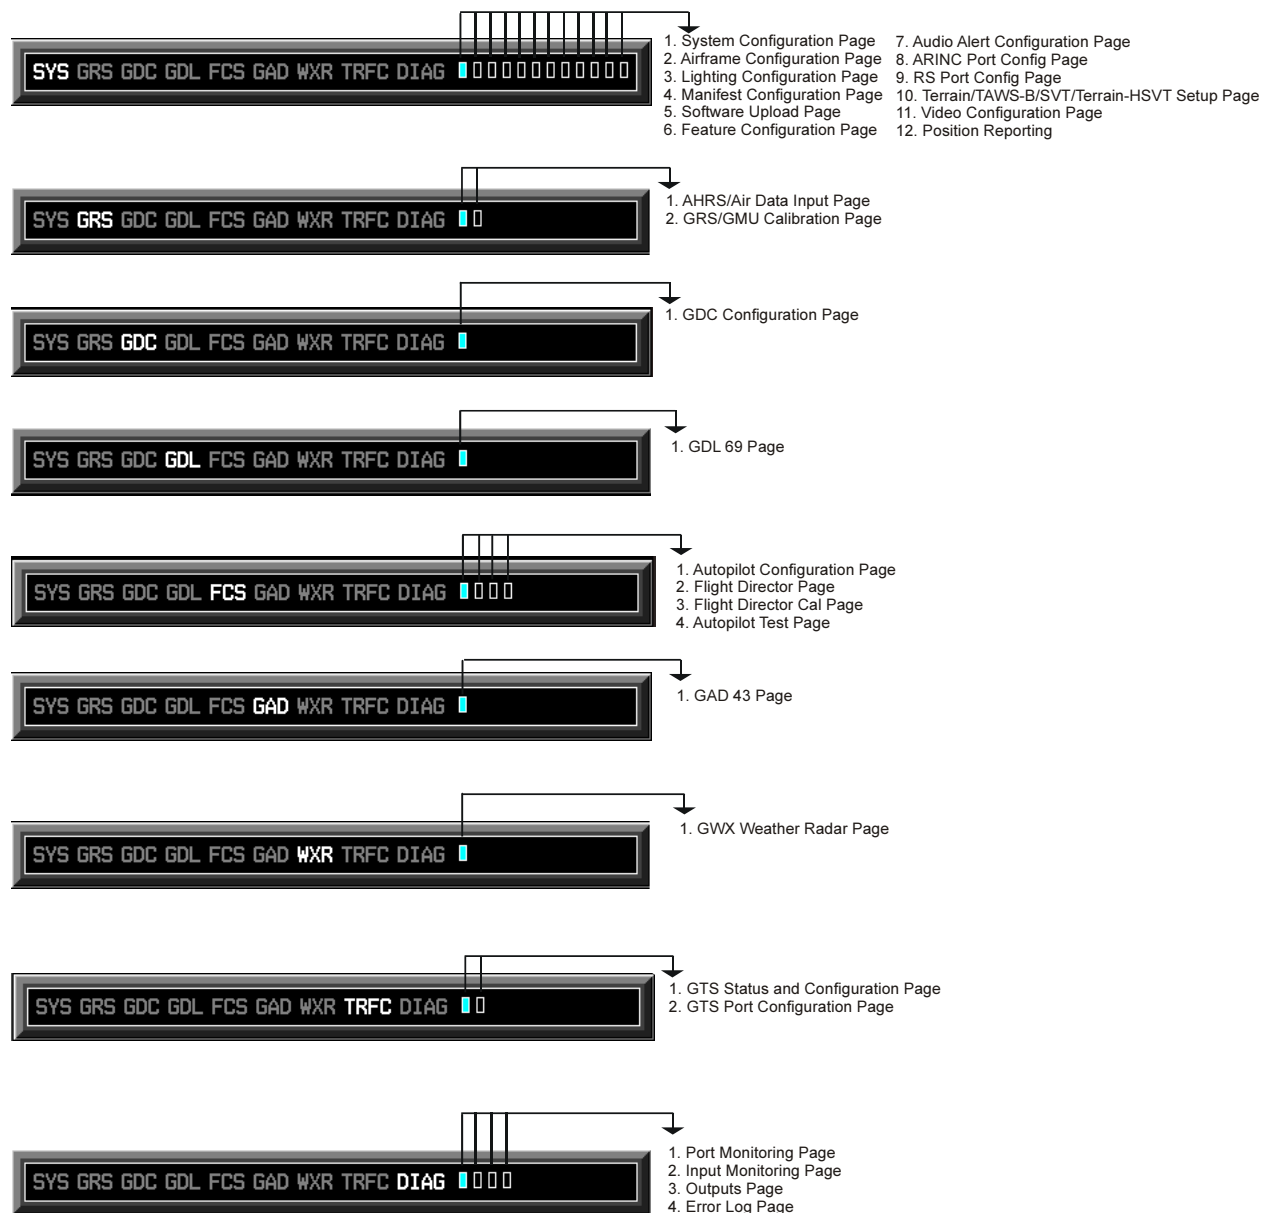 SYS GRS GDC GDL FCS GAD WXR TRFC DIAG
1. System Configuration Page
2. Airframe Configuration Page
3. Lighting Configuration Page
4. Manifest Configuration Page
5. Software Upload Page
6. Feature Configuration Page
7. Audio Alert Configuration Page
8. ARINC Port Config Page
9. RS Port Config Page
10. Terrain/TAWS-B/SVT/Terrain-HSVT Setup Page
11. Video Configuration Page
12. Position Reporting
SYS GRS GDC GDL FCS GAD WXR TRFC DIAG
1. AHRS/Air Data Input Page
2. GRS/GMU Calibration Page
SYS GRS GDC GDL FCS GAD WXR TRFC DIAG
1. GDC Configuration Page
SYS GRS GDC GDL FCS GAD WXR TRFC DIAG
1. GDL 69 Page
SYS GRS GDC GDL FCS GAD WXR TRFC DIAG
1. Autopilot Configuration Page
2. Flight Director Page
3. Flight Director Cal Page
4. Autopilot Test Page
SYS GRS GDC GDL FCS GAD WXR TRFC DIAG
1. GAD 43 Page
SYS GRS GDC GDL FCS GAD WXR TRFC DIAG
1. GWX Weather Radar Page
SYS GRS GDC GDL FCS GAD WXR TRFC DIAG
1. GTS Status and Configuration Page
2. GTS Port Configuration Page
SYS GRS GDC GDL FCS GAD WXR TRFC DIAG
1. Port Monitoring Page
2. Input Monitoring Page
3. Outputs Page
4. Error Log Page